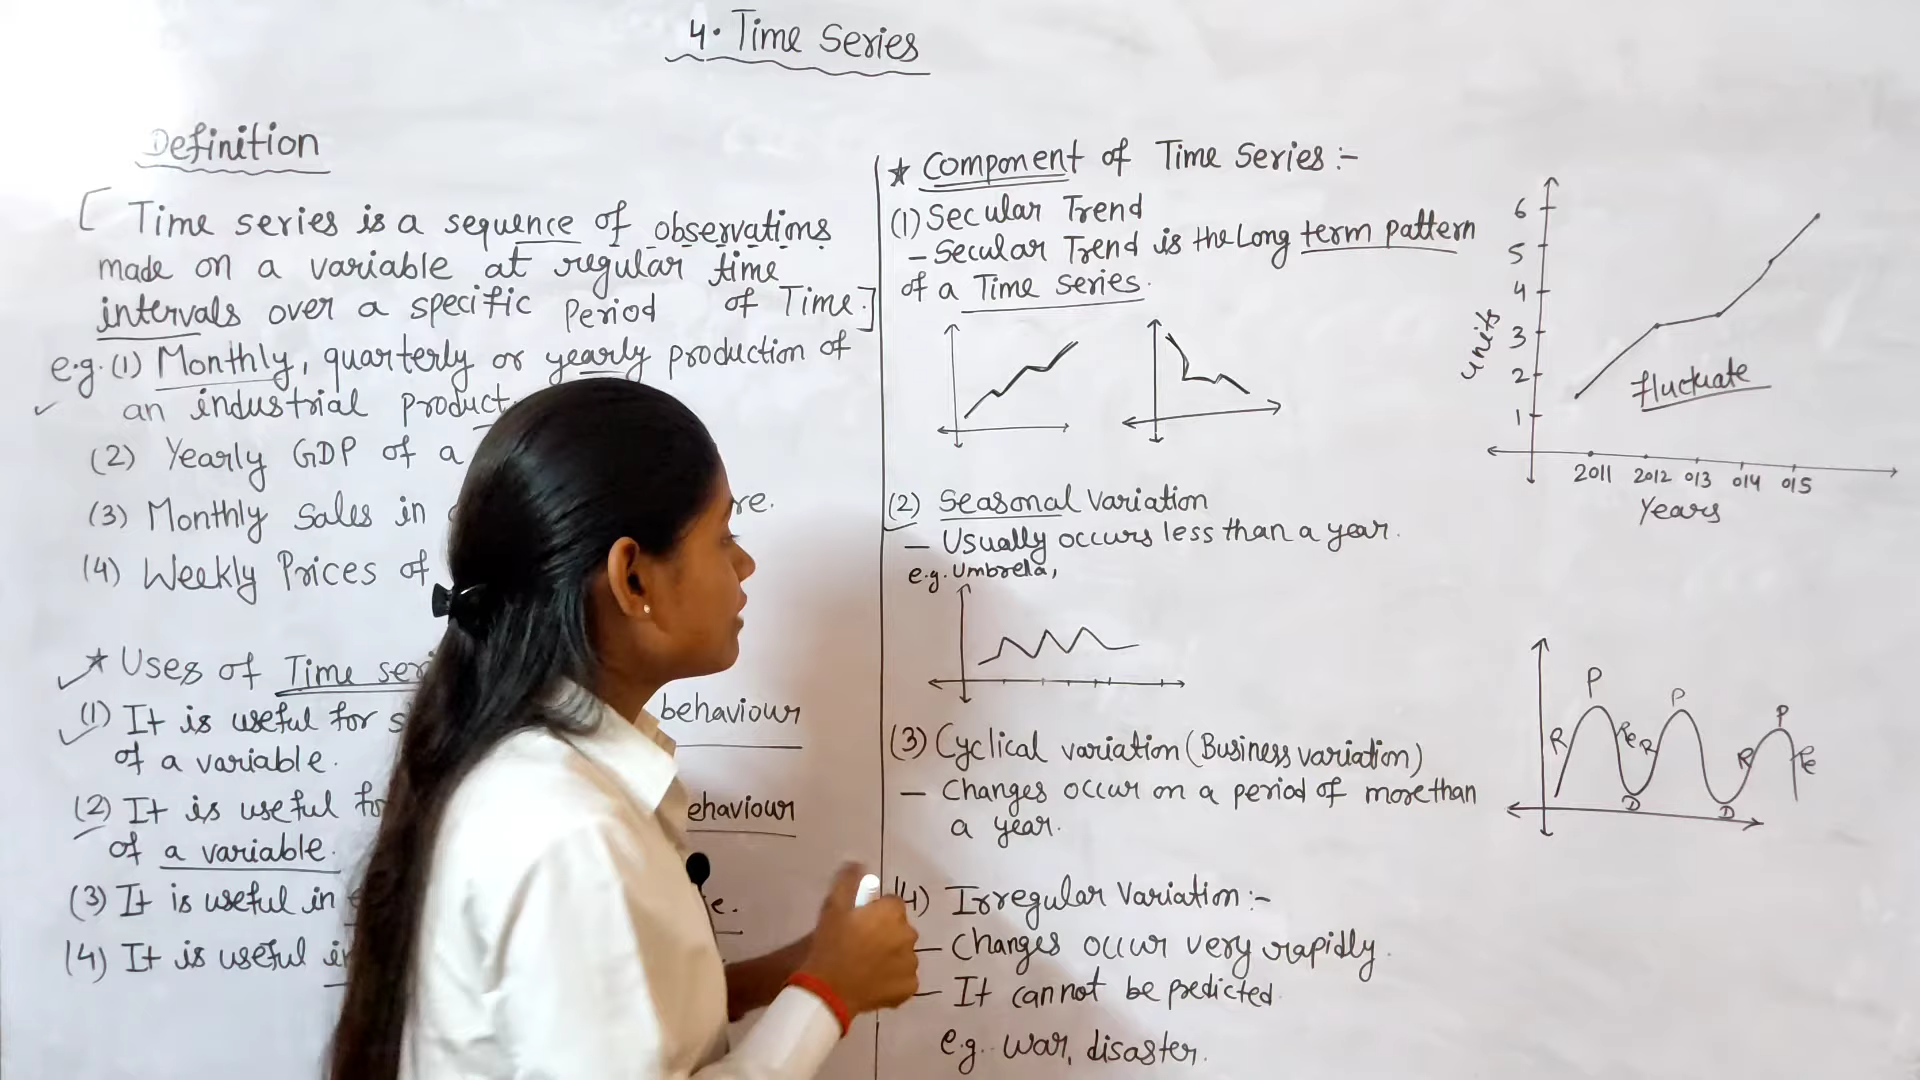 4. Time Series
Definition
[ Time series is a sequence of observations
made on a variable at regular time
intervals over a specific Period of Time.]
e.g. (1) Monthly, quarterly or yearly production of
an industrial product
(2) Yearly GDP of a
(3) Monthly Sales in
(4) Weekly Prices of
★ Uses of Time
(1) It is useful for behaviour
of a variable.
(2) It is useful behaviour
of a variable.
(3) It is useful in
(4) It is useful
★ Component of Time Series :-
(1) Secular Trend
- Secular Trend is the Long term pattern
of a Time series.
(2) Seasonal Variation
- Usually occurs less than a year.
e.g. Umbrela,
(3) Cyclical variation (Business variation)
- Changes occur on a period of more than
a year.
(4) Irregular Variation :-
- Changes occur very rapidly.
- It cannot be predicted.
e.g. war, disaster.
6
5
4
3
2
1
units
fluctuate
2011 2012 013 014 015
Years
P P P
R Re R R Re
D D